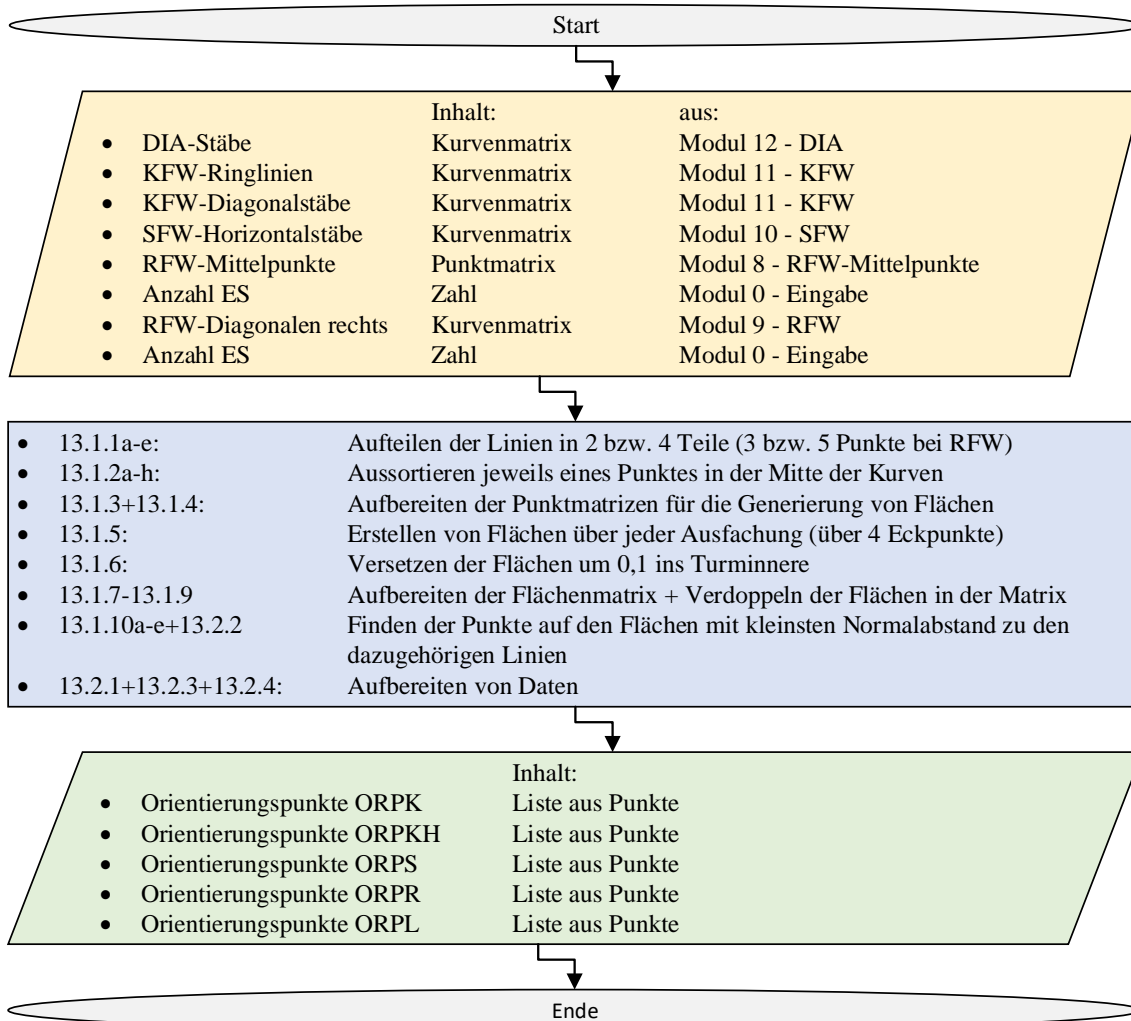 Start
Inhalt: aus:
• DIA-Stäbe Kurvenmatrix Modul 12 - DIA
• KFW-Ringlinien Kurvenmatrix Modul 11 - KFW
• KFW-Diagonalstäbe Kurvenmatrix Modul 11 - KFW
• SFW-Horizontalstäbe Kurvenmatrix Modul 10 - SFW
• RFW-Mittelpunkte Punktmatrix Modul 8 - RFW-Mittelpunkte
• Anzahl ES Zahl Modul 0 - Eingabe
• RFW-Diagonalen rechts Kurvenmatrix Modul 9 - RFW
• Anzahl ES Zahl Modul 0 - Eingabe
• 13.1.1a-e: Aufteilen der Linien in 2 bzw. 4 Teile (3 bzw. 5 Punkte bei RFW)
• 13.1.2a-h: Aussortieren jeweils eines Punktes in der Mitte der Kurven
• 13.1.3+13.1.4: Aufbereiten der Punktmatrizen für die Generierung von Flächen
• 13.1.5: Erstellen von Flächen über jeder Ausfachung (über 4 Eckpunkte)
• 13.1.6: Versetzen der Flächen um 0,1 ins Turminnere
• 13.1.7-13.1.9 Aufbereiten der Flächenmatrix + Verdoppeln der Flächen in der Matrix
• 13.1.10a-e+13.2.2 Finden der Punkte auf den Flächen mit kleinsten Normalabstand zu den
dazugehörigen Linien
• 13.2.1+13.2.3+13.2.4: Aufbereiten von Daten
Inhalt:
• Orientierungspunkte ORPK Liste aus Punkte
• Orientierungspunkte ORPKH Liste aus Punkte
• Orientierungspunkte ORPS Liste aus Punkte
• Orientierungspunkte ORPR Liste aus Punkte
• Orientierungspunkte ORPL Liste aus Punkte
Ende